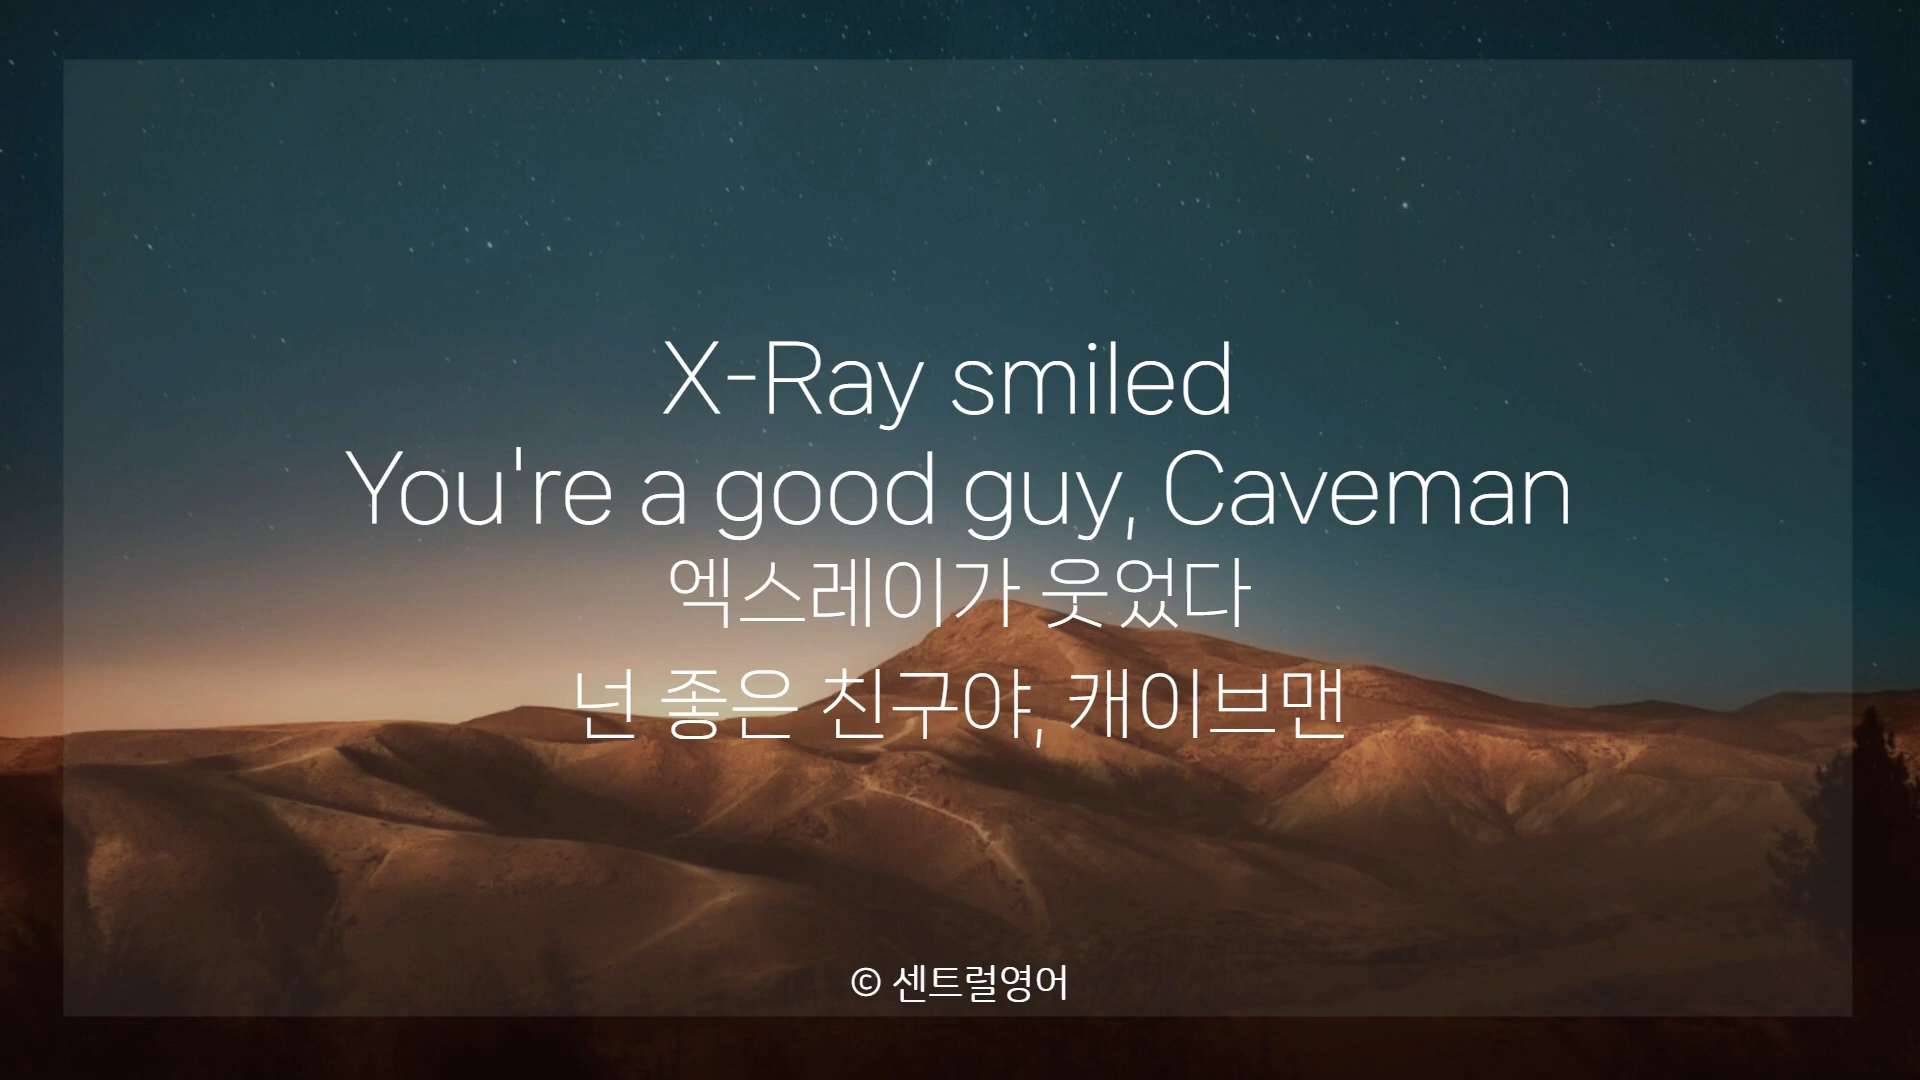 X-Ray smiled
You're a good guy, Caveman
엑스레이가 웃었다
넌 좋은 친구야, 캐이브맨
© 센트럴영어